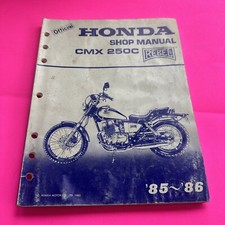 Official
HONDA
SHOP MANUAL
CMX 250C
REBEL
'85~'86